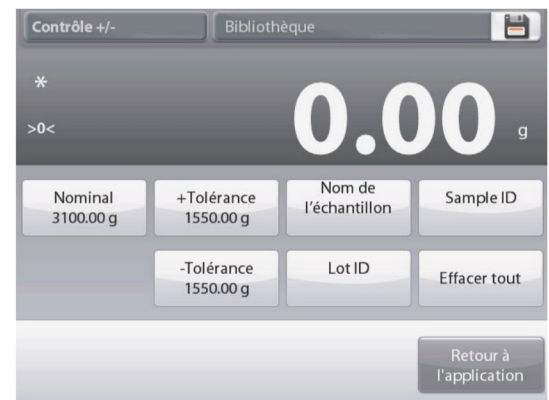 Contrôle +/- Bibliothèque
*
>0< 0.00 g
Nominal
3100.00 g
+Tolérance
1550.00 g
Nom de
l'échantillon
Sample ID
-Tolérance
1550.00 g
Lot ID
Effacer tout
Retour à
l'application